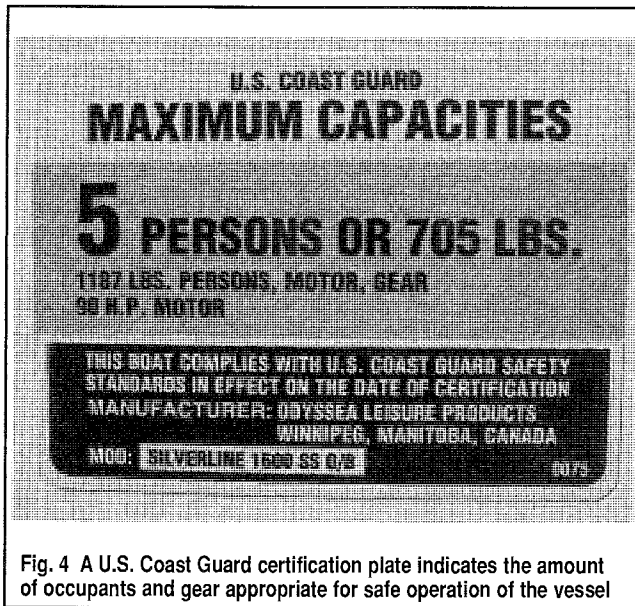 U.S. COAST GUARD
MAXIMUM CAPACITIES
5 PERSONS OR 705 LBS.
1187 LBS. PERSONS, MOTOR, GEAR
90 H.P. MOTOR
THIS BOAT COMPLIES WITH U.S. COAST GUARD SAFETY
STANDARDS IN EFFECT ON THE DATE OF CERTIFICATION
MANUFACTURER: ODYSSEA LEISURE PRODUCTS
WINNIPEG, MANITOBA, CANADA
MOD: SILVERLINE 1600 SS O/B
0075
Fig. 4 A U.S. Coast Guard certification plate indicates the amount
of occupants and gear appropriate for safe operation of the vessel